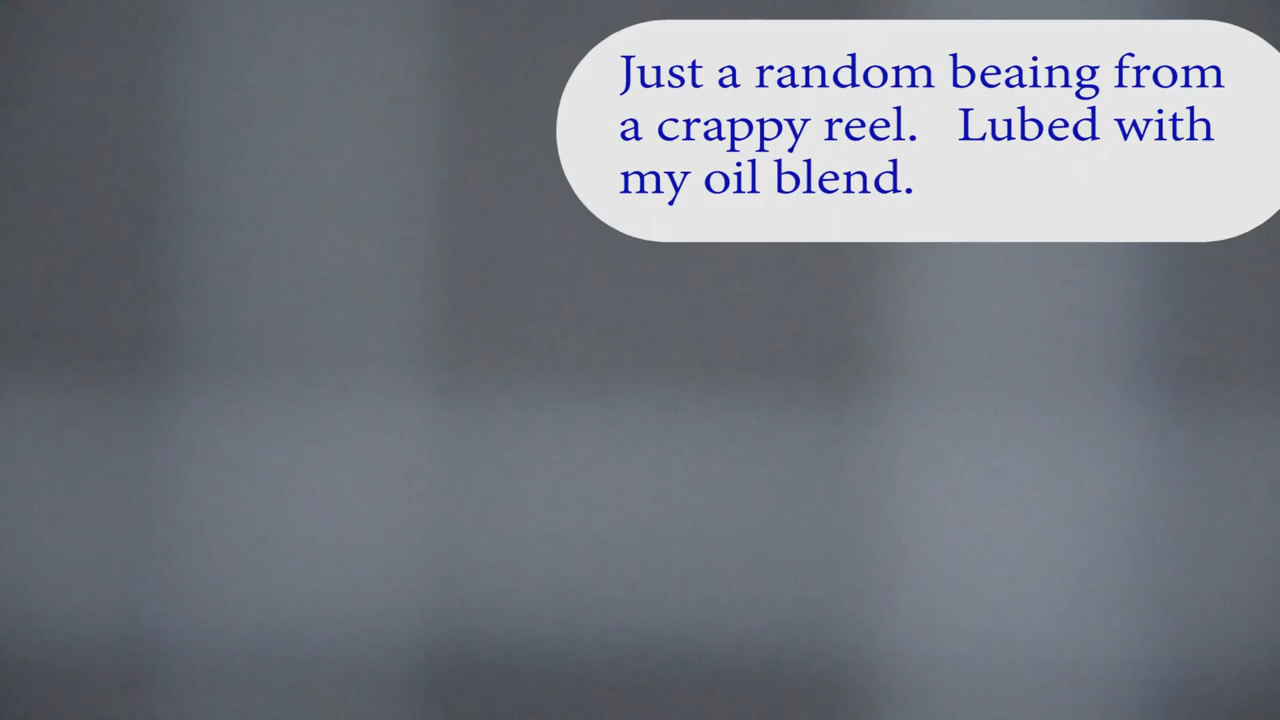 Just a random beaing from
a crappy reel.   Lubed with
my oil blend.